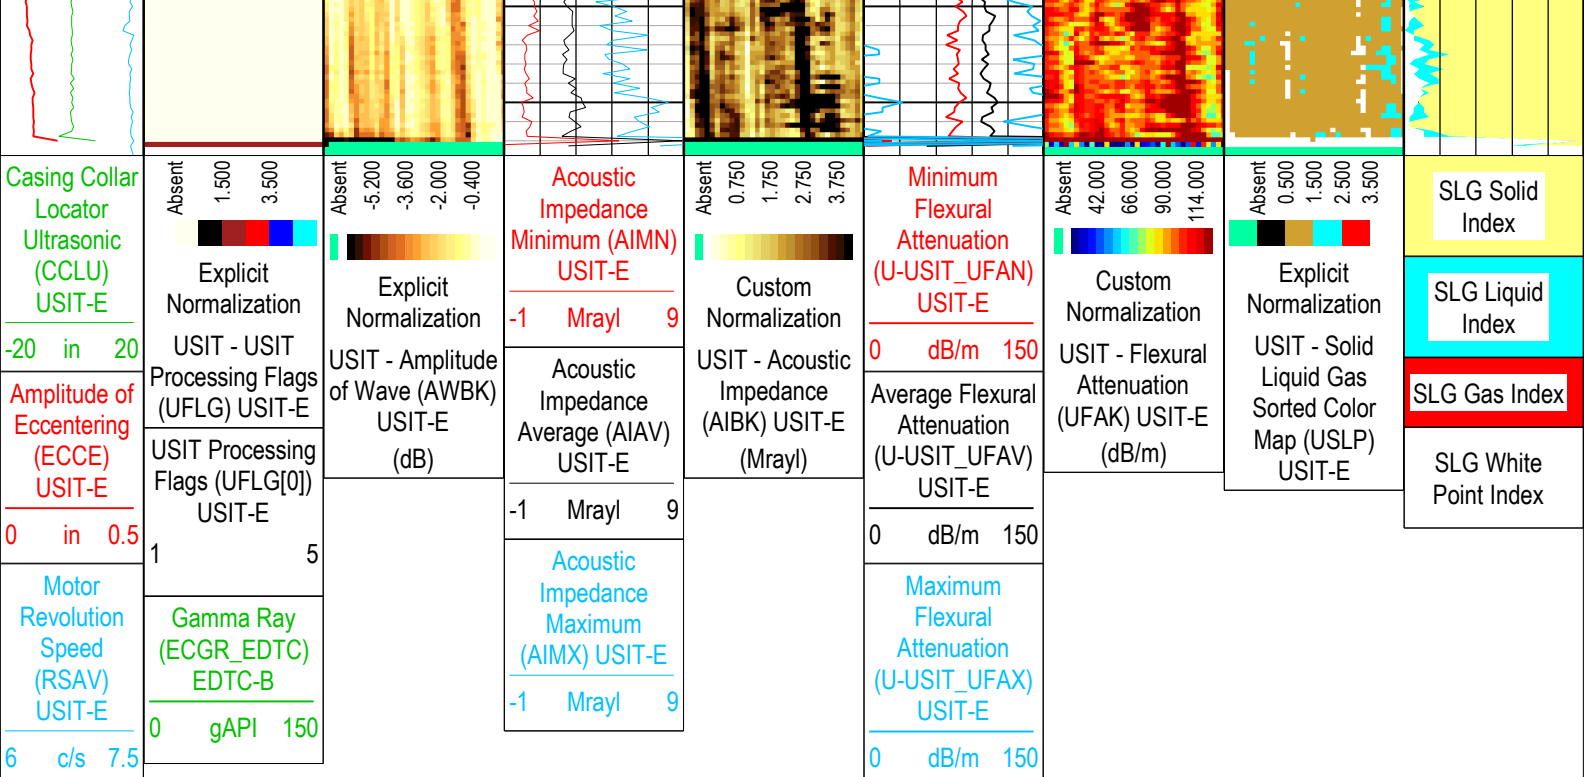 Casing Collar
Locator
Ultrasonic
(CCLU)
USIT-E
-20 in 20
Amplitude of
Eccentering
(ECCE)
USIT-E
0 in 0.5
Motor
Revolution
Speed
(RSAV)
USIT-E
6 c/s 7.5
Absent
1.500
3.500
Explicit
Normalization
USIT - USIT
Processing Flags
(UFLG) USIT-E
USIT Processing
Flags (UFLG[0])
USIT-E
1 5
Gamma Ray
(ECGR_EDTC)
EDTC-B
0 gAPI 150
Absent
-5.200
-3.600
-2.000
-0.400
Explicit
Normalization
USIT - Amplitude
of Wave (AWBK)
USIT-E
(dB)
Acoustic
Impedance
Minimum (AIMN)
USIT-E
-1 Mrayl 9
Acoustic
Impedance
Average (AIAV)
USIT-E
-1 Mrayl 9
Acoustic
Impedance
Maximum
(AIMX) USIT-E
-1 Mrayl 9
Absent
0.750
1.750
2.750
3.750
Custom
Normalization
USIT - Acoustic
Impedance
(AIBK) USIT-E
(Mrayl)
Minimum
Flexural
Attenuation
(U-USIT_UFAN)
USIT-E
0 dB/m 150
Average Flexural
Attenuation
(U-USIT_UFAV)
USIT-E
0 dB/m 150
Maximum
Flexural
Attenuation
(U-USIT_UFAX)
USIT-E
0 dB/m 150
Absent
42.000
66.000
90.000
114.000
Custom
Normalization
USIT - Flexural
Attenuation
(UFAK) USIT-E
(dB/m)
Absent
0.500
1.500
2.500
3.500
Explicit
Normalization
USIT - Solid
Liquid Gas
Sorted Color
Map (USLP)
USIT-E
SLG Solid
Index
SLG Liquid
Index
SLG Gas Index
SLG White
Point Index